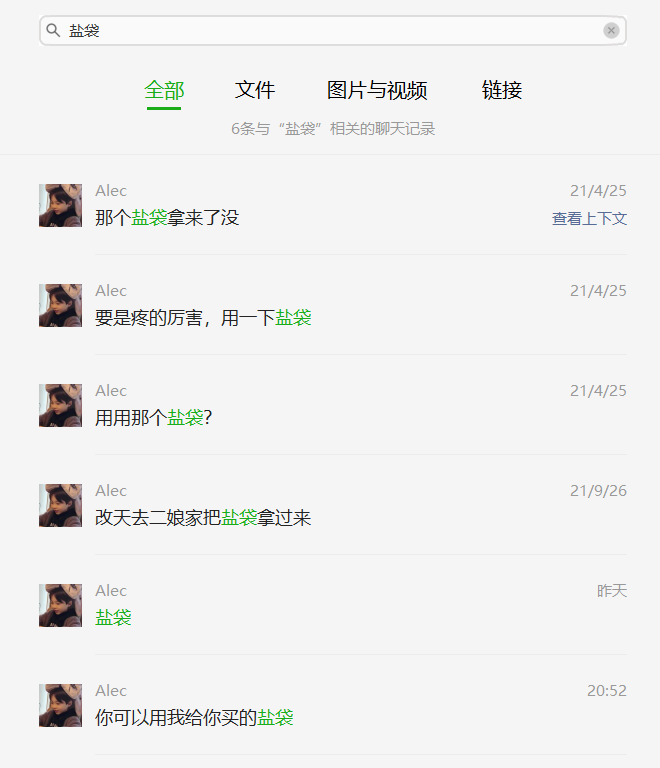 盐袋
全部 文件 图片与视频 链接
6条与“盐袋”相关的聊天记录
Alec 21/4/25
那个盐袋拿来了没 查看上下文
Alec 21/4/25
要是疼的厉害，用一下盐袋
Alec 21/4/25
用用那个盐袋?
Alec 21/9/26
改天去二娘家把盐袋拿过来
Alec 昨天
盐袋
Alec 20:52
你可以用我给你买的盐袋